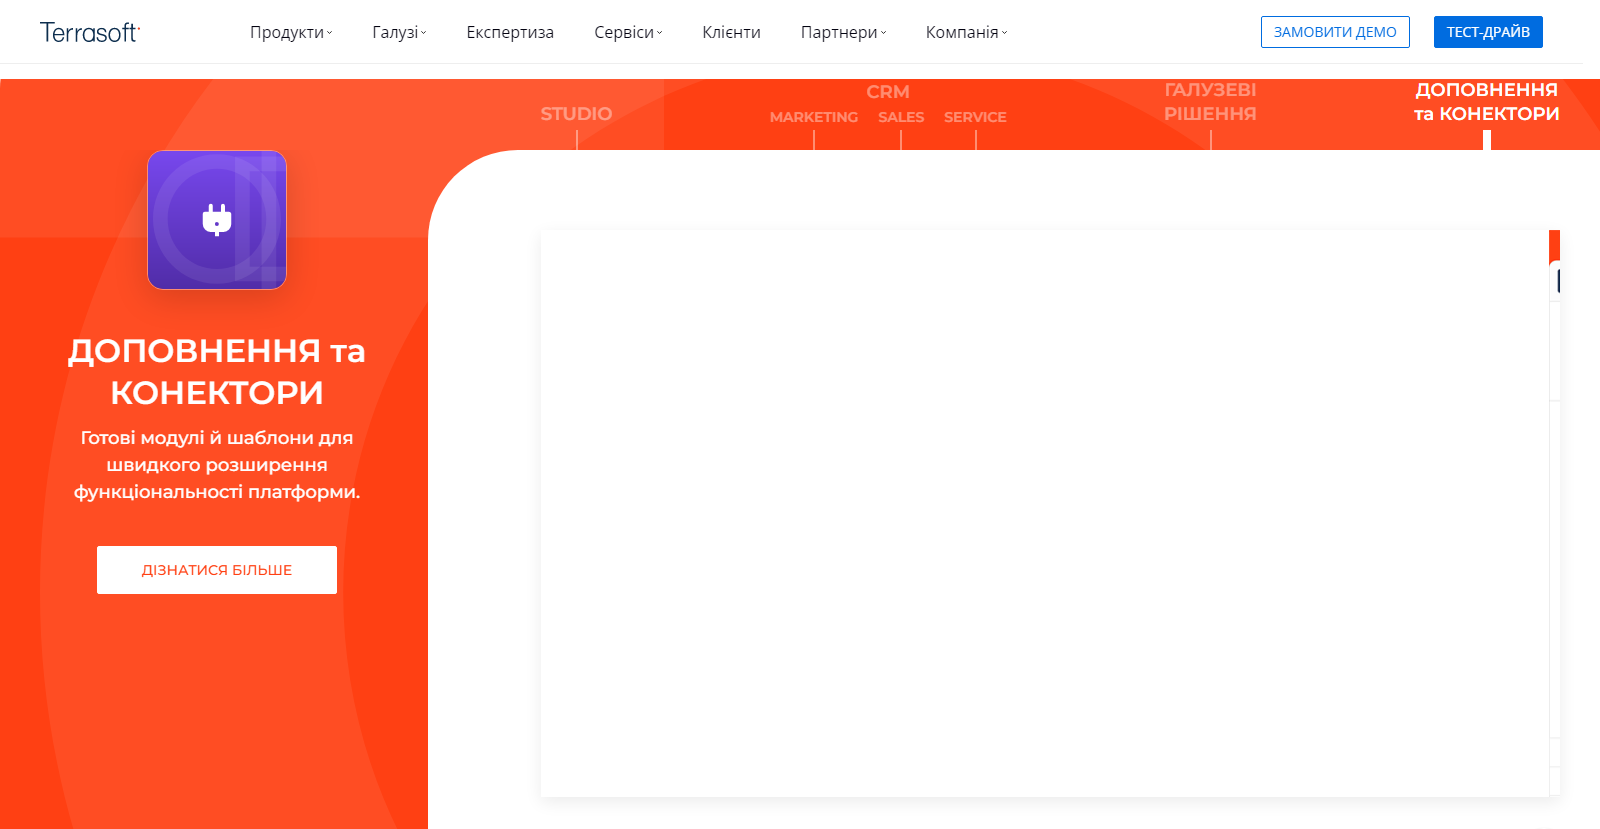 Terrasoft
Продукти Галузі Експертиза Сервіси Клієнти Партнери Компанія ЗАМОВИТИ ДЕМО ТЕСТ-ДРАЙВ
STUDIO
CRM
MARKETING SALES SERVICE
ГАЛУЗЕВІ
РІШЕННЯ
ДОПОВНЕННЯ
та КОНЕКТОРИ
ДОПОВНЕННЯ та
КОНЕКТОРИ
Готові модулі й шаблони для
швидкого розширення
функціональності платформи.
ДІЗНАТИСЯ БІЛЬШЕ